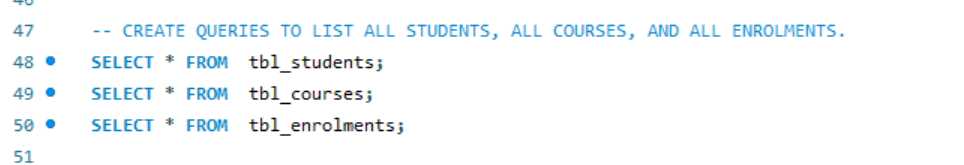 47 -- CREATE QUERIES TO LIST ALL STUDENTS, ALL COURSES, AND ALL ENROLMENTS.
48 SELECT * FROM tbl_students;
49 SELECT * FROM tbl_courses;
50 SELECT * FROM tbl_enrolments;
51